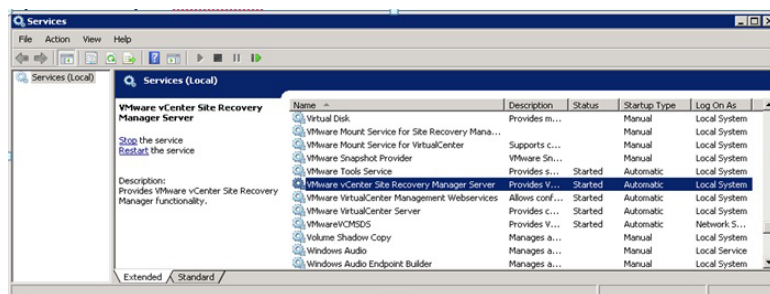 Services
File Action View Help
Services (Local)
Services (Local)
VMware vCenter Site Recovery Manager Server
Stop the service
Restart the service
Description:
Provides VMware vCenter Site Recovery Manager functionality.
Name Description Status Startup Type Log On As
Virtual Disk Provides m... Manual Local System
VMware Mount Service for Site Recovery Mana... Manual Local System
VMware Mount Service for VirtualCenter Supports c... Manual Local System
VMware Snapshot Provider VMware Sn... Manual Local System
VMware Tools Service Provides s... Started Automatic Local System
VMware vCenter Site Recovery Manager Server Provides V... Started Automatic Local System
VMware VirtualCenter Management Webservices Allows conf... Started Automatic Local System
VMware VirtualCenter Server Provides c... Started Automatic Local System
VMwareVCMSDS Provides V... Started Automatic Network S...
Volume Shadow Copy Manages a... Manual Local System
Windows Audio Manages a... Manual Local Service
Windows Audio Endpoint Builder Manages a... Manual Local System
Extended Standard